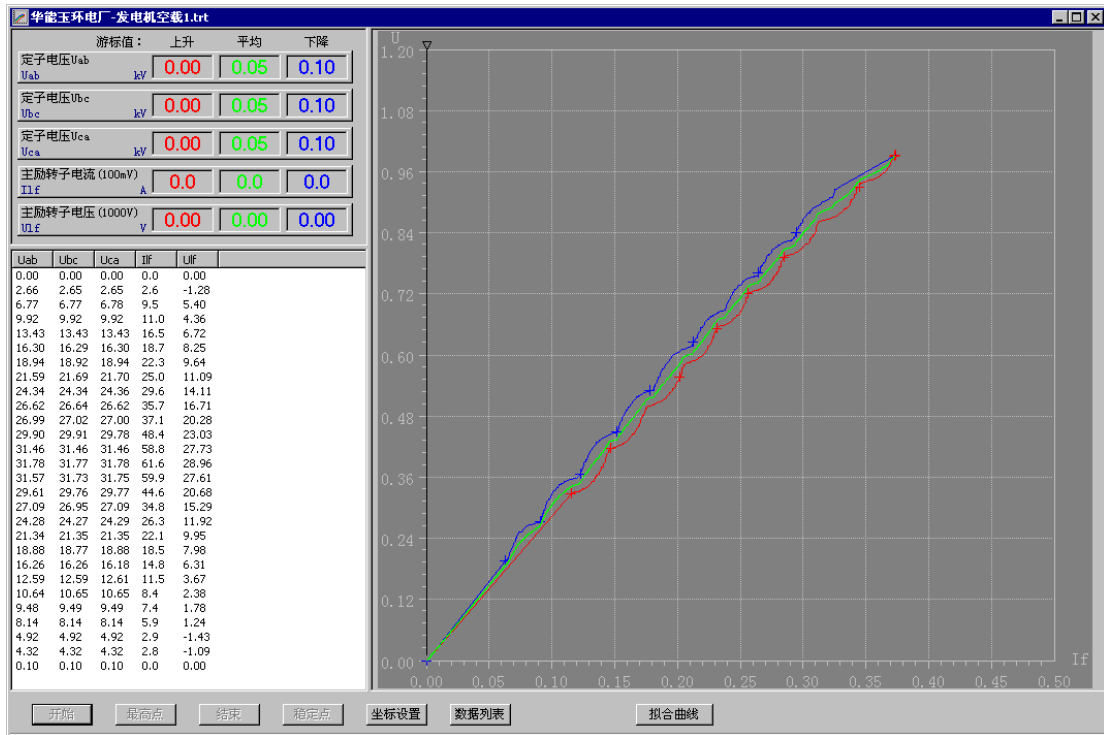 华能玉环电厂-发电机空载1.trt
游标值： 上升 平均 下降
定子电压Uab
Uab kV 0.00 0.05 0.10
定子电压Ubc
Ubc kV 0.00 0.05 0.10
定子电压Uca
Uca kV 0.00 0.05 0.10
主励转子电流(100mV)
Ilf A 0.0 0.0 0.0
主励转子电压(1000V)
Ulf V 0.00 0.00 0.00
Uab Ubc Uca Ilf Ulf
0.00 0.00 0.00 0.0 0.00
2.66 2.65 2.65 2.6 -1.28
6.77 6.77 6.78 9.5 5.40
9.92 9.92 9.92 11.0 4.36
13.43 13.43 13.43 16.5 6.72
16.30 16.29 16.30 18.7 8.25
18.94 18.92 18.94 22.3 9.64
21.59 21.69 21.70 25.0 11.09
24.34 24.34 24.36 29.6 14.11
26.62 26.64 26.62 35.7 16.71
26.99 27.02 27.00 37.1 20.28
29.90 29.91 29.78 48.4 23.03
31.46 31.46 31.46 58.8 27.73
31.78 31.77 31.78 61.6 28.96
31.57 31.73 31.75 59.9 27.61
29.61 29.76 29.77 44.6 20.68
27.09 26.95 27.09 34.8 15.29
24.28 24.27 24.29 26.3 11.92
21.34 21.35 21.35 22.1 9.95
18.88 18.77 18.88 18.5 7.98
16.26 16.26 16.18 14.8 6.31
12.59 12.59 12.61 11.5 3.67
10.64 10.65 10.65 8.4 2.38
9.48 9.49 9.49 7.4 1.78
8.14 8.14 8.14 5.9 1.24
4.92 4.92 4.92 2.9 -1.43
4.32 4.32 4.32 2.8 -1.09
0.10 0.10 0.10 0.0 0.00
U
1.20
1.08
0.96
0.84
0.72
0.60
0.48
0.36
0.24
0.12
0.00
If
0.00 0.05 0.10 0.15 0.20 0.25 0.30 0.35 0.40 0.45 0.50
开始 最高点 结束 稳定点 坐标设置 数据列表 拟合曲线